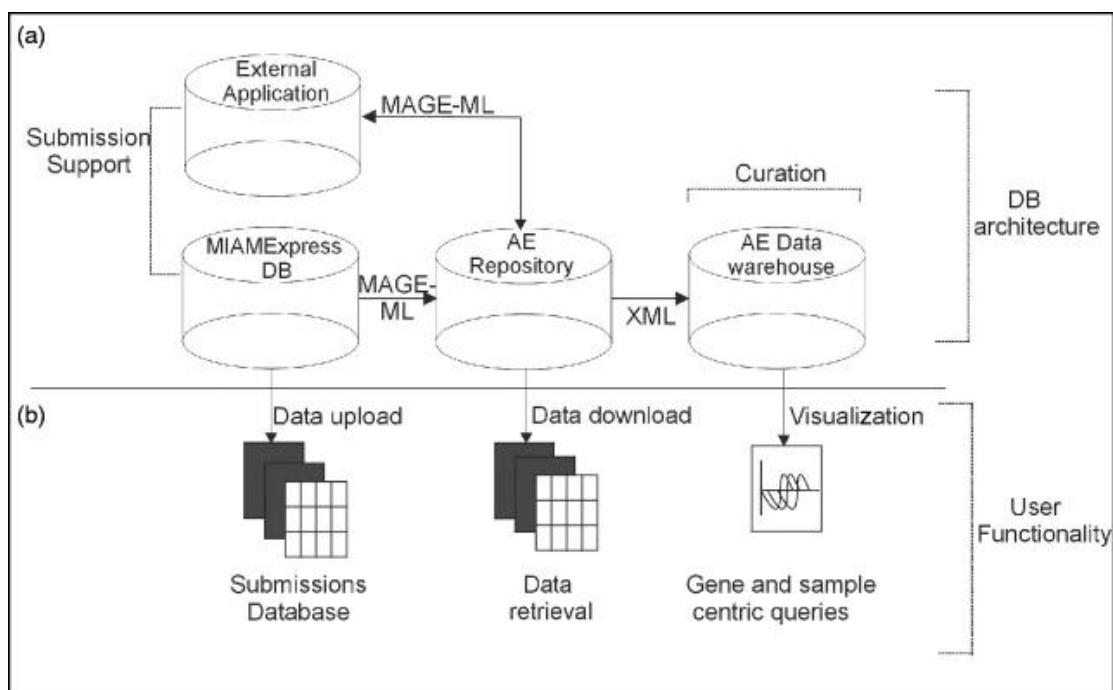 (a)
External
Application
MAGE-ML
Submission
Support
Curation
DB
architecture
MIAMExpress
DB
MAGE-
ML
AE
Repository
XML
AE Data
warehouse
(b)
Data upload
Data download
Visualization
User
Functionality
Submissions
Database
Data
retrieval
Gene and sample
centric queries